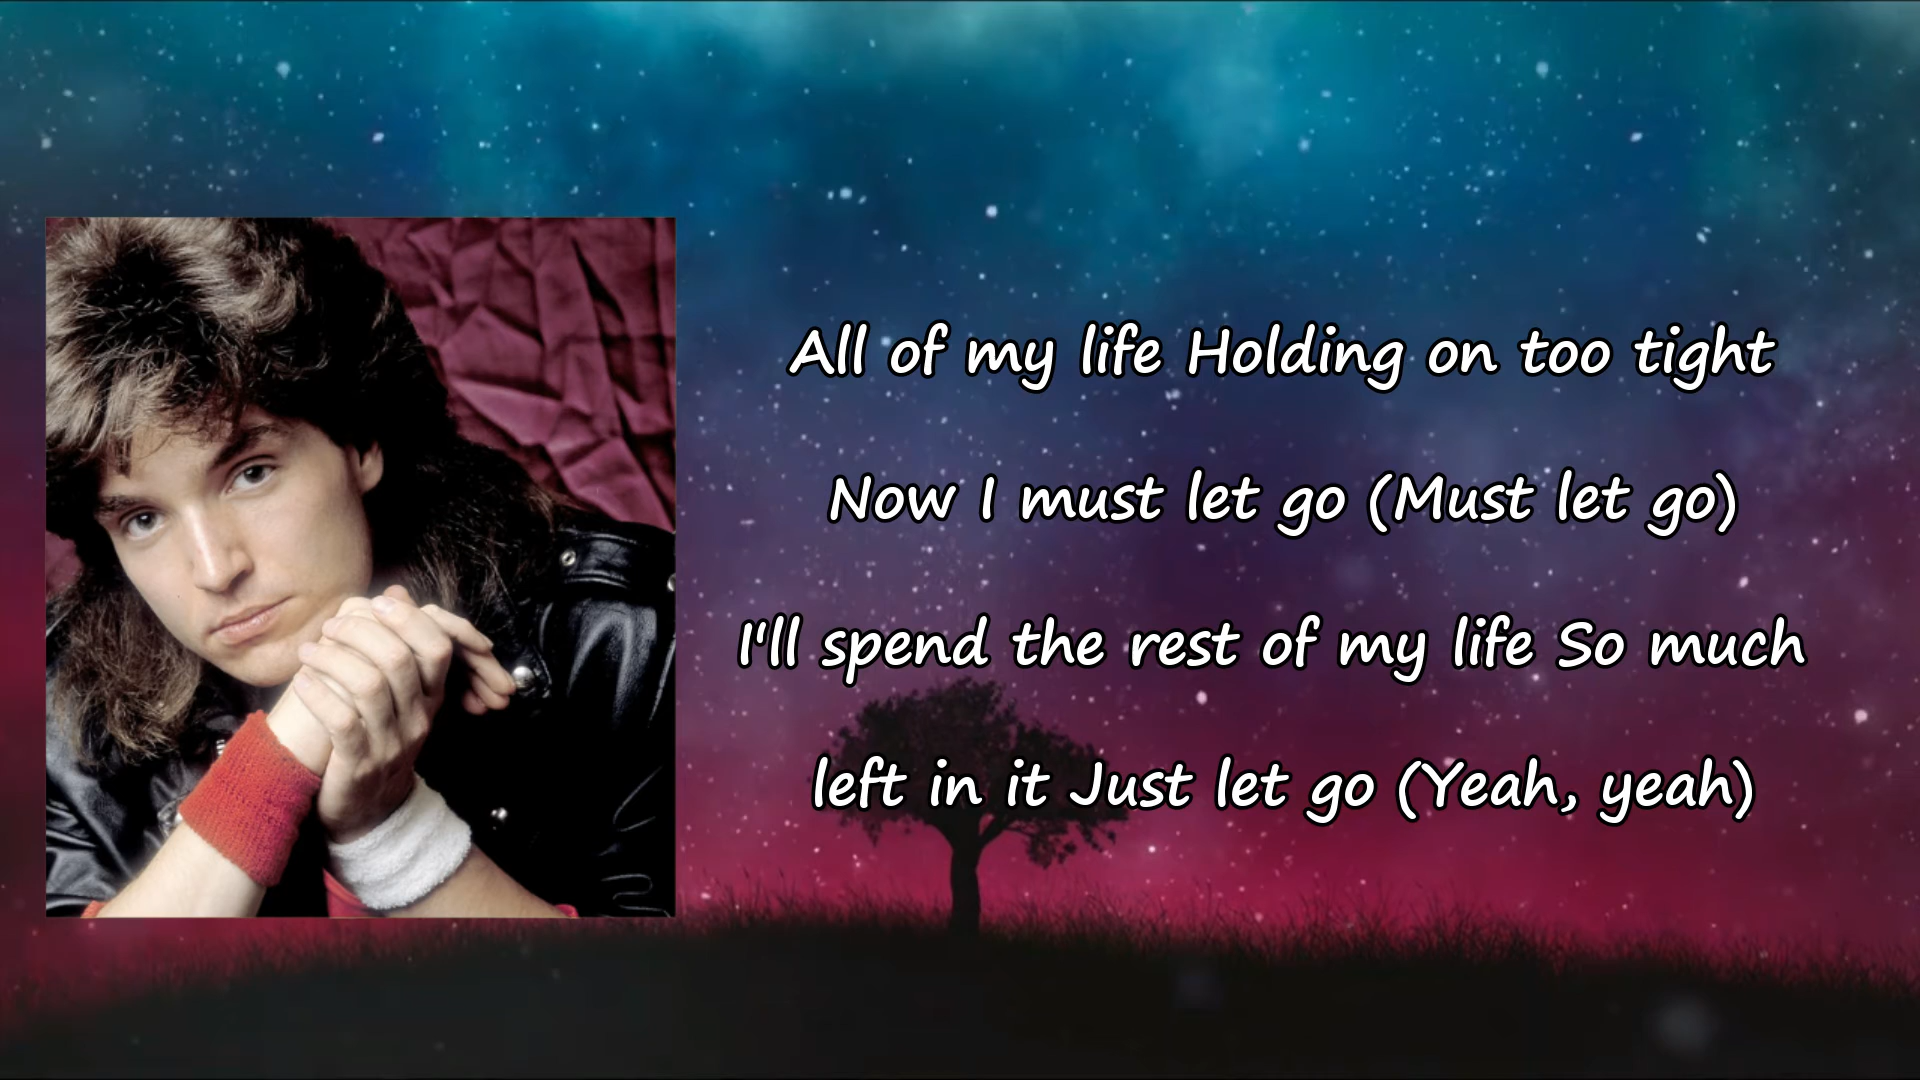 All of my life Holding on too tight
Now I must let go (Must let go)
I'll spend the rest of my life So much
left in it Just let go (Yeah, yeah)